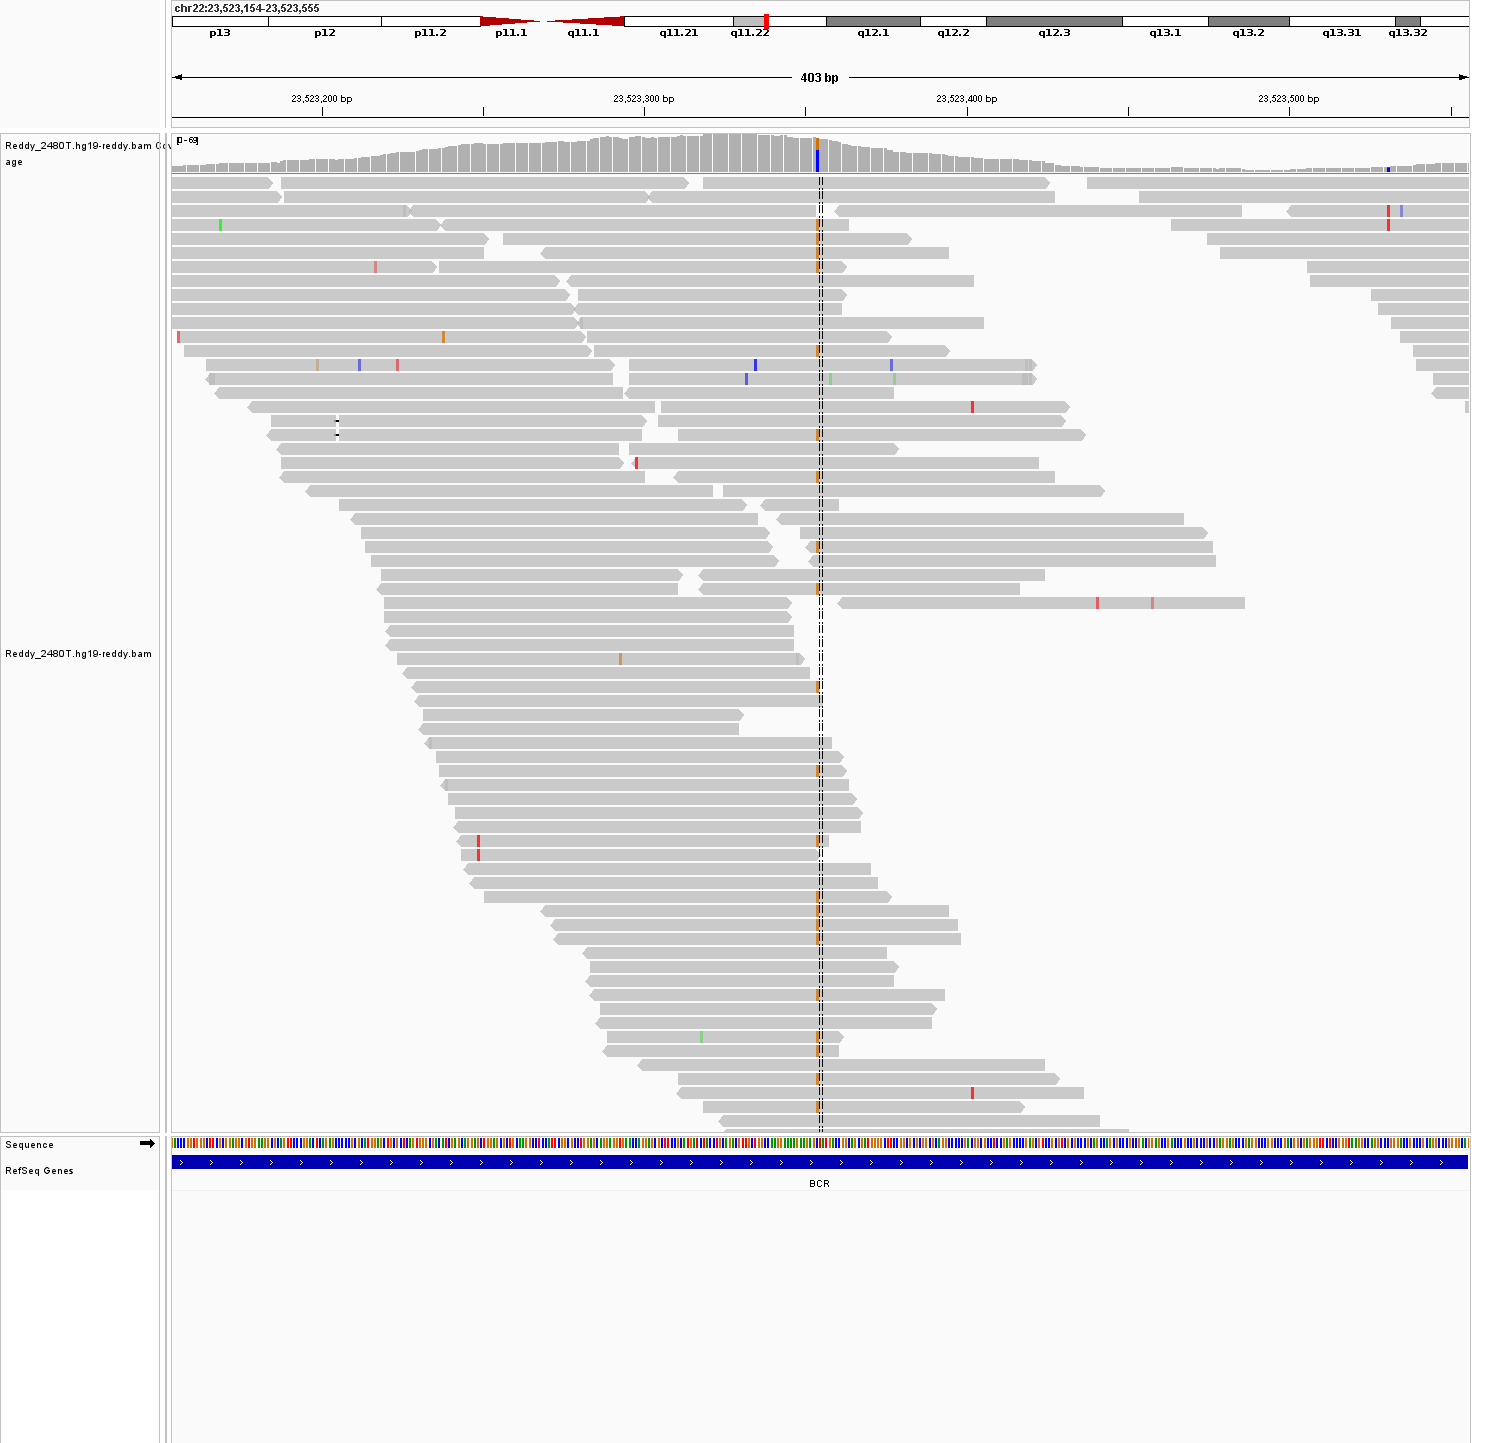 chr22:23,523,154-23,523,555
p13 p12 p11.2 p11.1 q11.1 q11.21 q11.22 q12.1 q12.2 q12.3 q13.1 q13.2 q13.31 q13.32
403 bp
23,523,200 bp 23,523,300 bp 23,523,400 bp 23,523,500 bp
[0-69]
Reddy_2480T.hg19-reddy.bam Cov
age
Reddy_2480T.hg19-reddy.bam
Sequence
RefSeq Genes
BCR